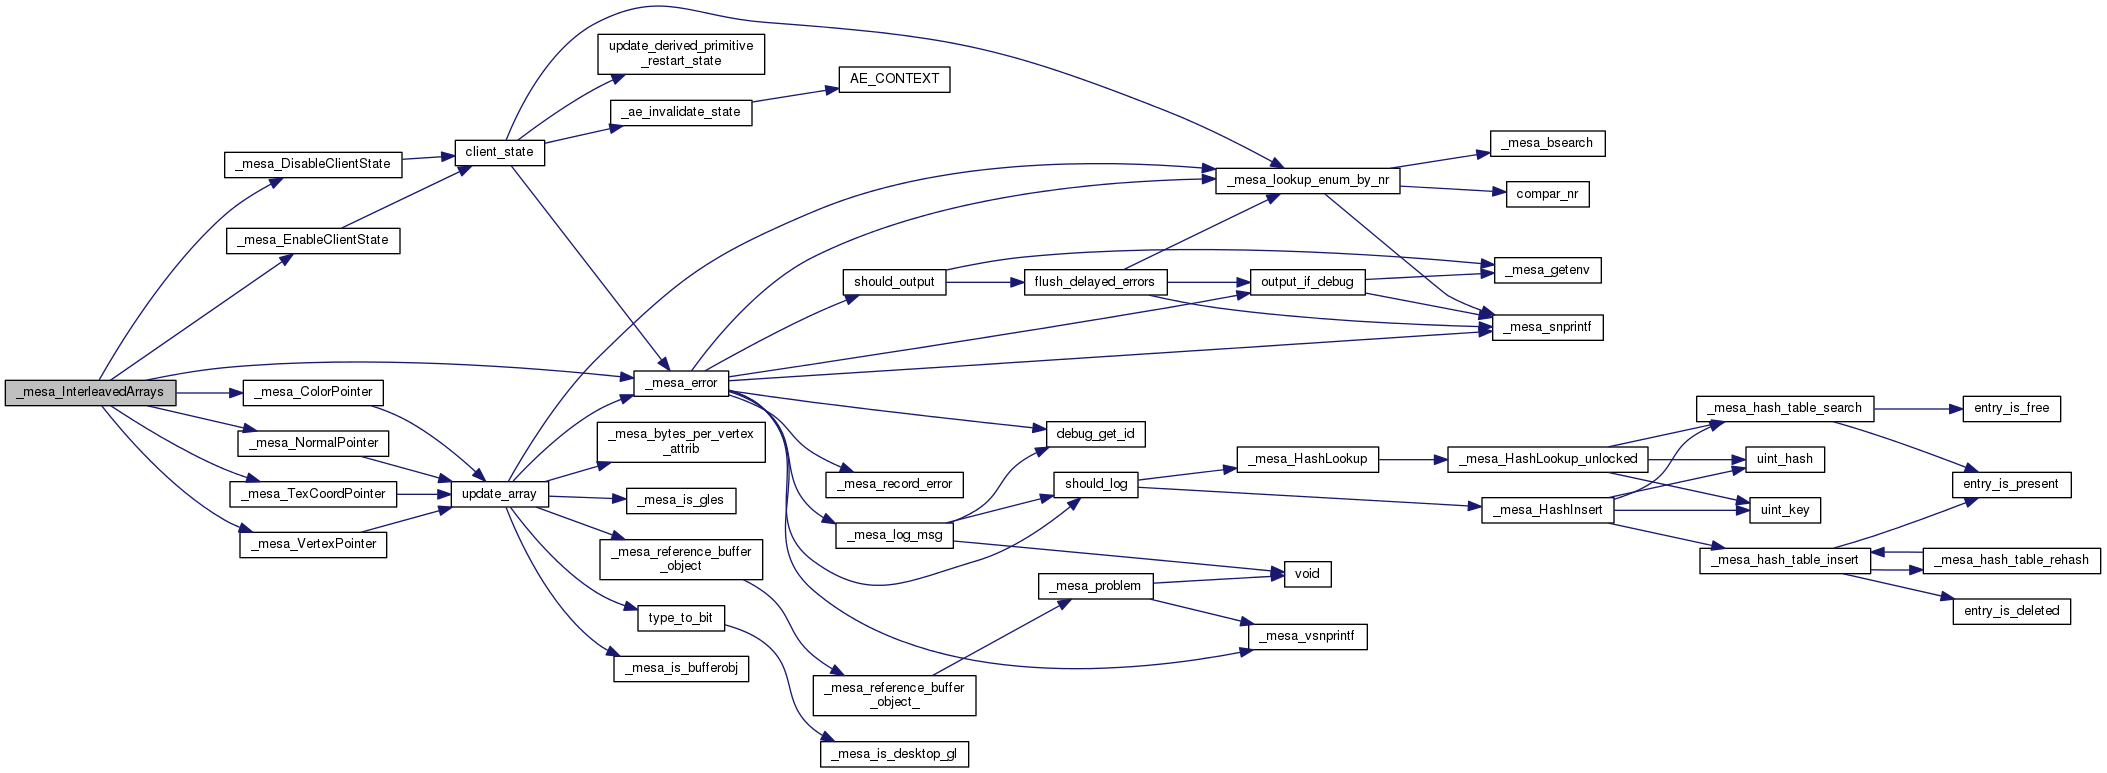 _mesa_InterleavedArrays
_mesa_DisableClientState
_mesa_EnableClientState
_mesa_ColorPointer
_mesa_NormalPointer
_mesa_TexCoordPointer
_mesa_VertexPointer
client_state
update_array
update_derived_primitive
_restart_state
_ae_invalidate_state
AE_CONTEXT
_mesa_error
_mesa_bytes_per_vertex
_attrib
_mesa_is_gles
_mesa_reference_buffer
_object
type_to_bit
_mesa_is_bufferobj
should_output
_mesa_record_error
_mesa_log_msg
_mesa_reference_buffer
_object_
_mesa_is_desktop_gl
flush_delayed_errors
debug_get_id
should_log
_mesa_problem
_mesa_lookup_enum_by_nr
output_if_debug
_mesa_HashLookup
void
_mesa_vsnprintf
_mesa_bsearch
compar_nr
_mesa_getenv
_mesa_snprintf
_mesa_HashLookup_unlocked
_mesa_HashInsert
_mesa_hash_table_search
uint_hash
uint_key
_mesa_hash_table_insert
entry_is_free
entry_is_present
_mesa_hash_table_rehash
entry_is_deleted